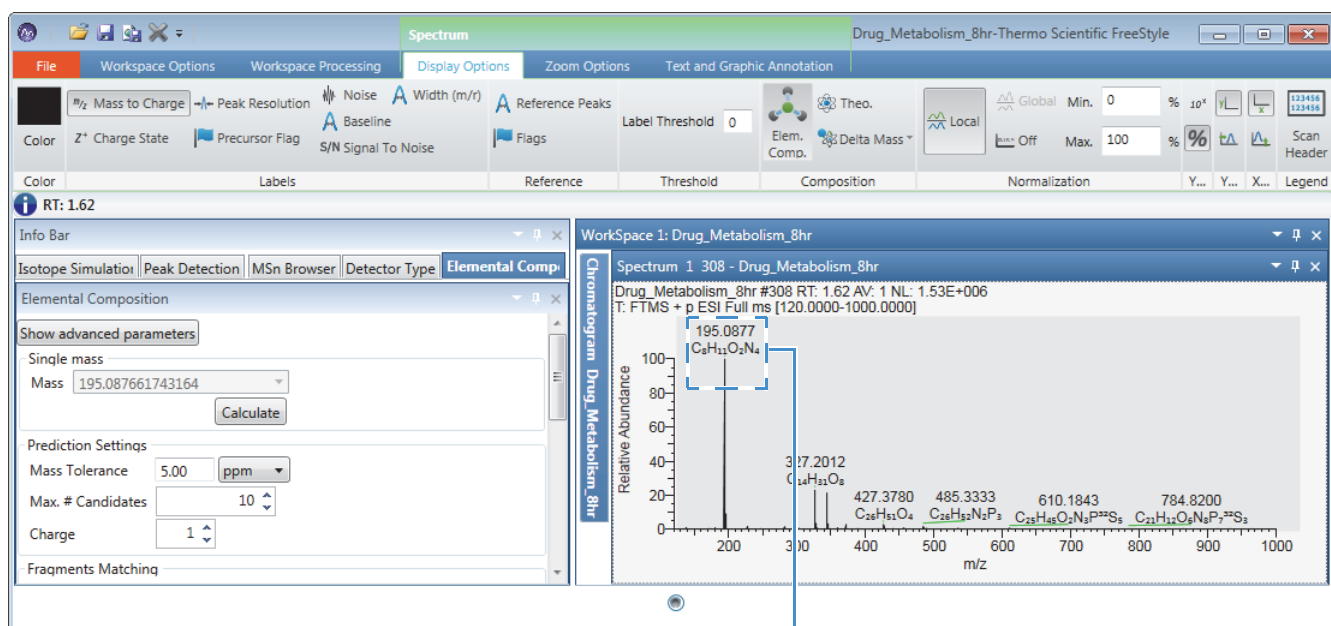 Spectrum
Drug_Metabolism_8hr-Thermo Scientific FreeStyle
File Workspace Options Workspace Processing Display Options Zoom Options Text and Graphic Annotation
Color
m/z Mass to Charge
Z+ Charge State
Peak Resolution
Precursor Flag
Noise
A Baseline
S/N Signal To Noise
A Width (m/r)
A Reference Peaks
Flags
Label Threshold 0
Elem. Comp.
Theo.
Delta Mass
Local
Global
Off
Min. 0 %
Max. 100 %
10ˣ
%
y
x
123456
123456
Scan Header
Color Labels Reference Threshold Composition Normalization Y... Y... X... Legend
RT: 1.62
Info Bar
Isotope Simulation Peak Detection MSn Browser Detector Type Elemental Comp
Elemental Composition
Show advanced parameters
Single mass
Mass 195.087661743164
Calculate
Prediction Settings
Mass Tolerance 5.00 ppm
Max. # Candidates 10
Charge 1
Fragments Matching
WorkSpace 1: Drug_Metabolism_8hr
Chromatogram Drug_Metabolism_8hr
Spectrum 1 308 - Drug_Metabolism_8hr
Drug_Metabolism_8hr #308 RT: 1.62 AV: 1 NL: 1.53E+006
T: FTMS + p ESI Full ms [120.0000-1000.0000]
195.0877
C₈H₁₁O₂N₄
327.2012
C₁₄H₃₁O₈
427.3780
C₂₆H₅₁O₄
485.3333
C₂₆H₅₂N₂P₃
610.1843
C₂₅H₄₅O₂N₃P³²S₅
784.8200
C₂₁H₁₂O₅N₈P₇³²S₃
Relative Abundance
100
80
60
40
20
0
200 300 400 500 600 700 800 900 1000
m/z